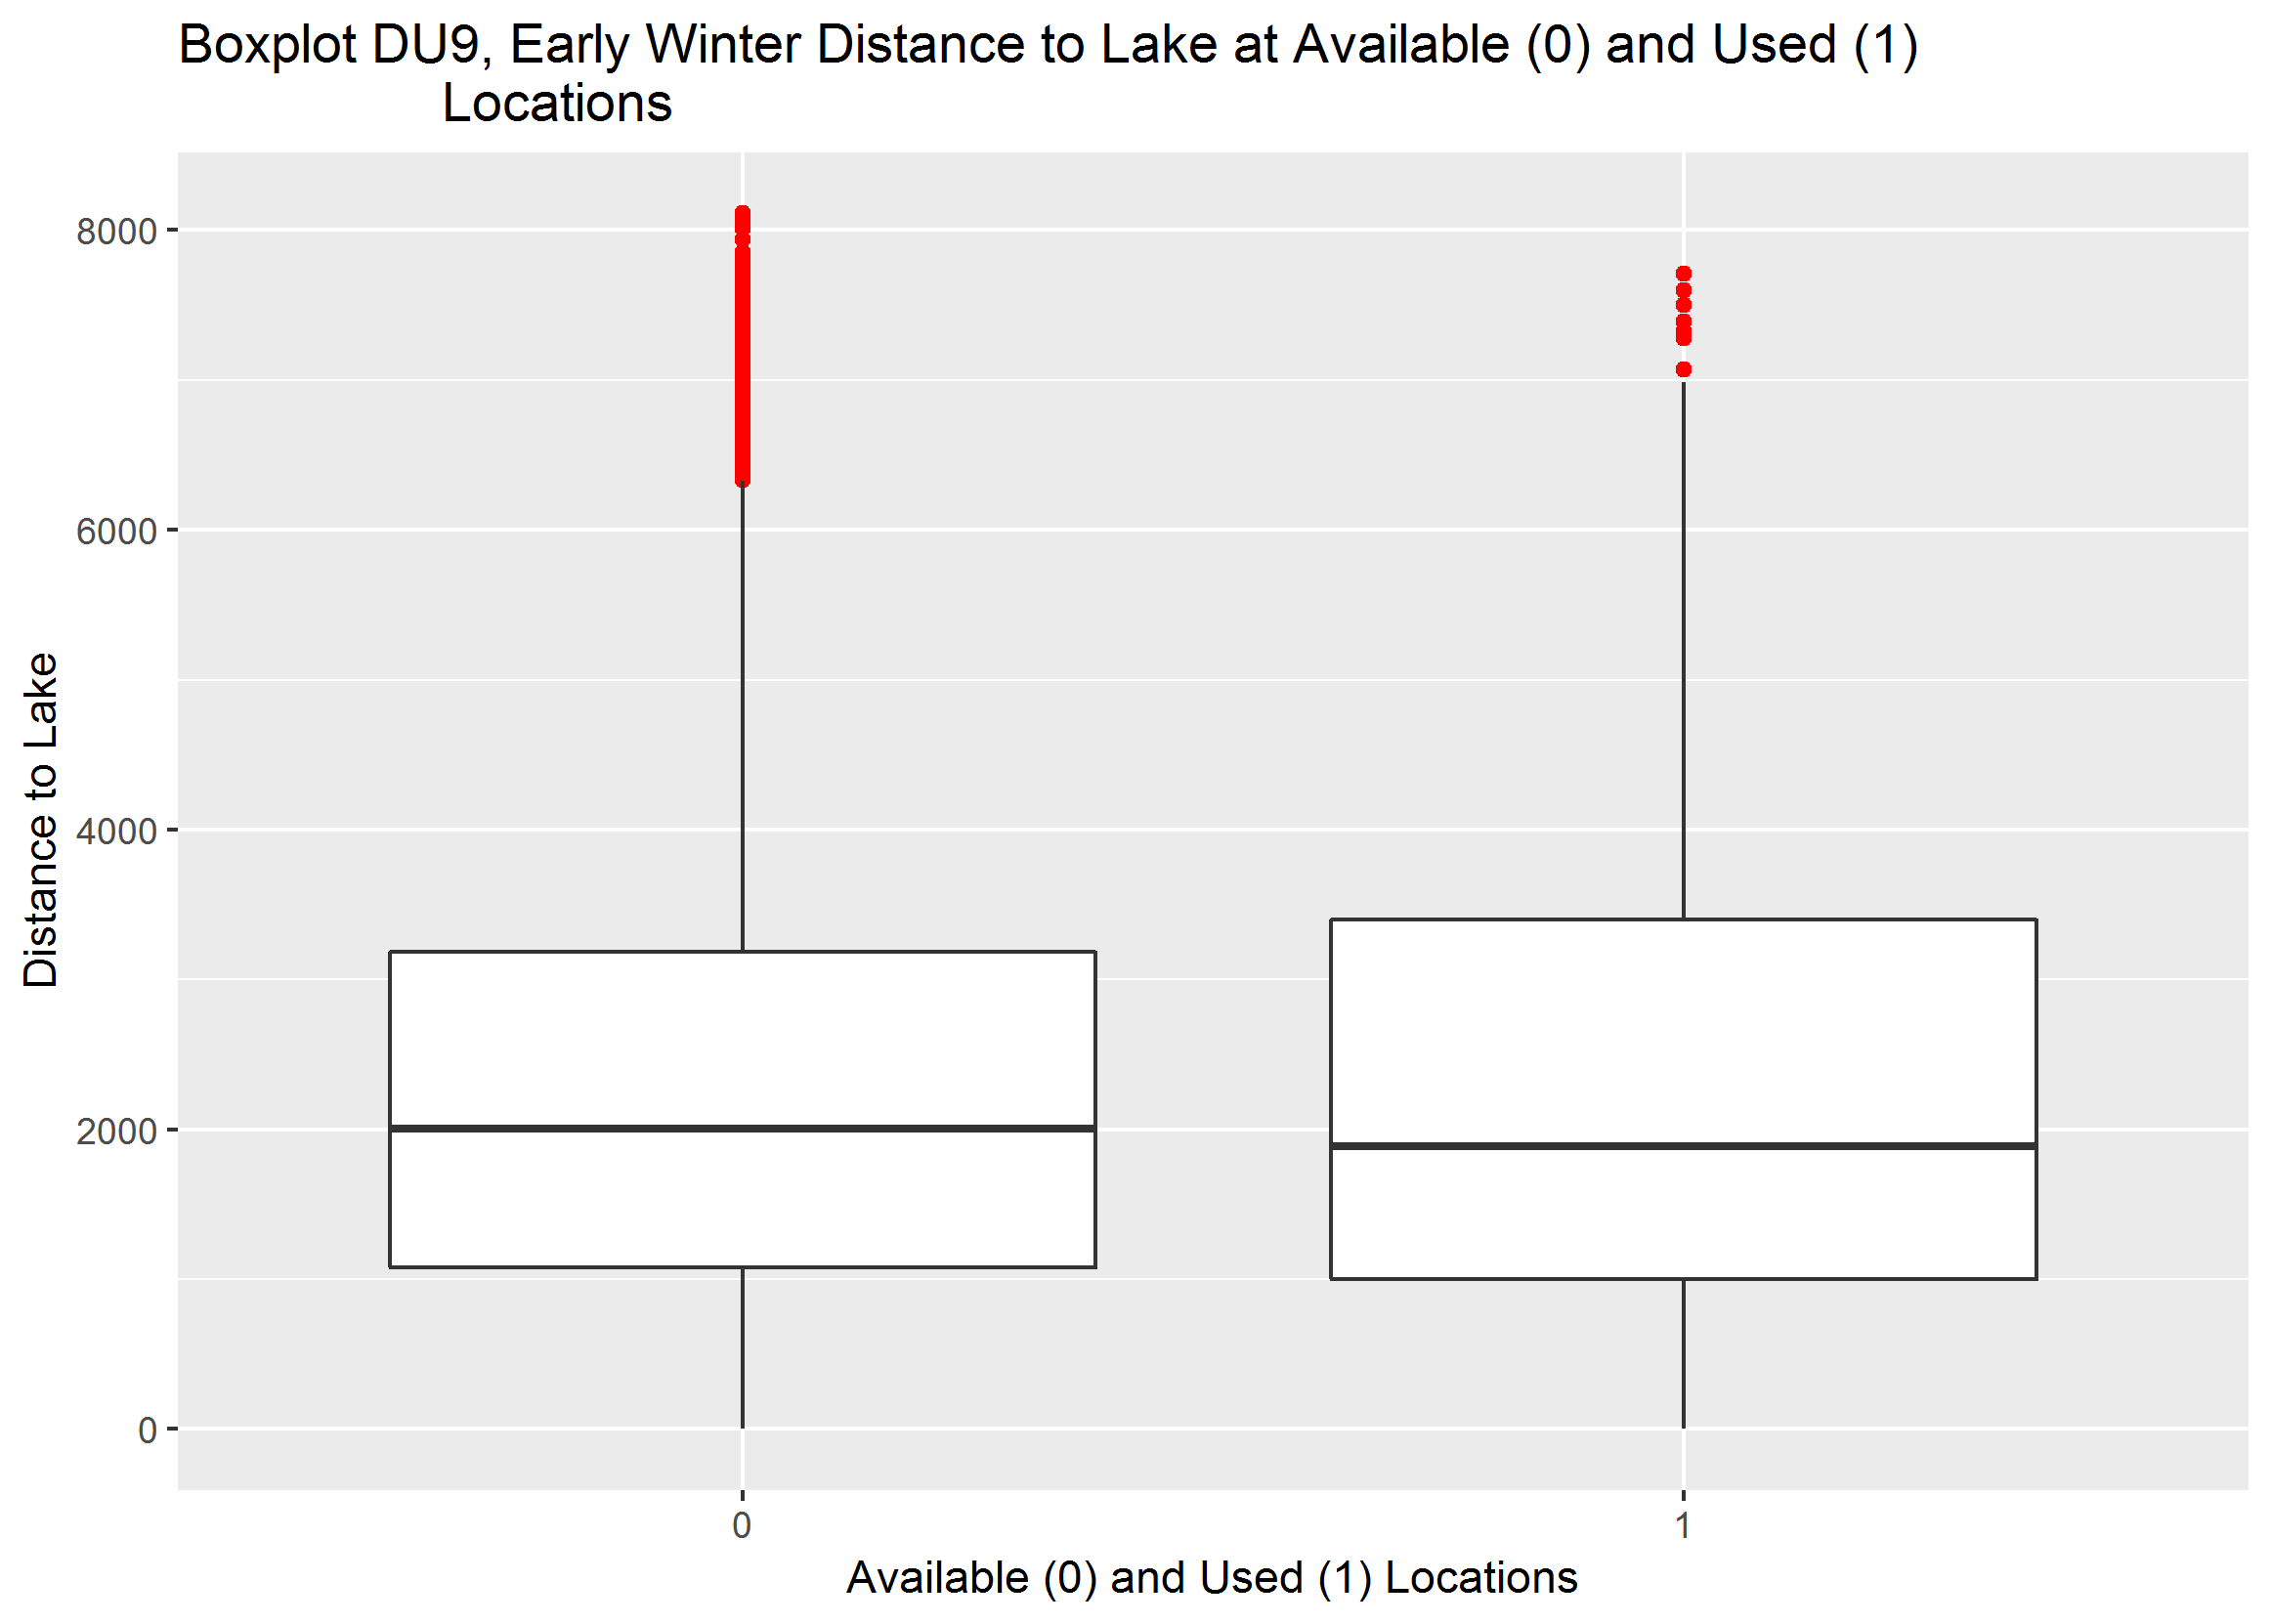 Boxplot DU9, Early Winter Distance to Lake at Available (0) and Used (1)
Locations
Distance to Lake
8000
6000
4000
2000
0
0
1
Available (0) and Used (1) Locations